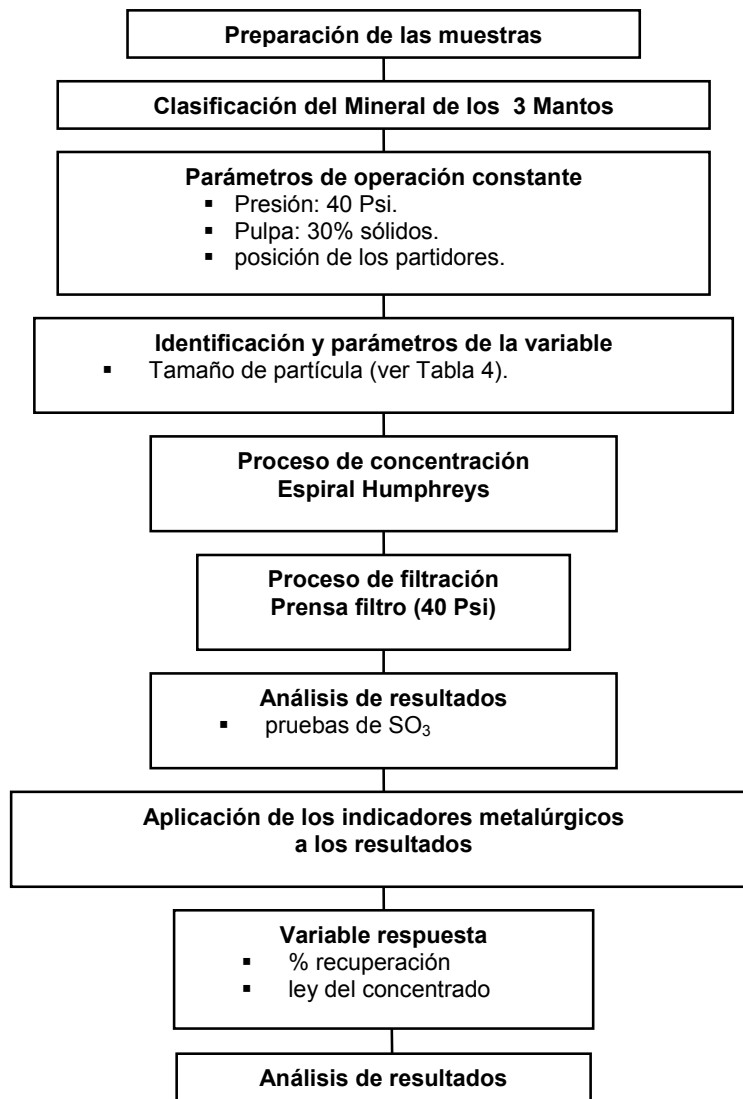 Preparación de las muestras
Clasificación del Mineral de los 3 Mantos
Parámetros de operación constante
▪ Presión: 40 Psi.
▪ Pulpa: 30% sólidos.
▪ posición de los partidores.
Identificación y parámetros de la variable
▪ Tamaño de partícula (ver Tabla 4).
Proceso de concentración
Espiral Humphreys
Proceso de filtración
Prensa filtro (40 Psi)
Análisis de resultados
▪ pruebas de SO₃
Aplicación de los indicadores metalúrgicos
a los resultados
Variable respuesta
▪ % recuperación
▪ ley del concentrado
Análisis de resultados